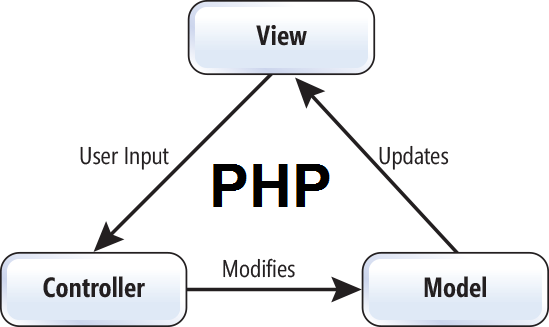 View
User Input
Updates
PHP
Controller
Modifies
Model